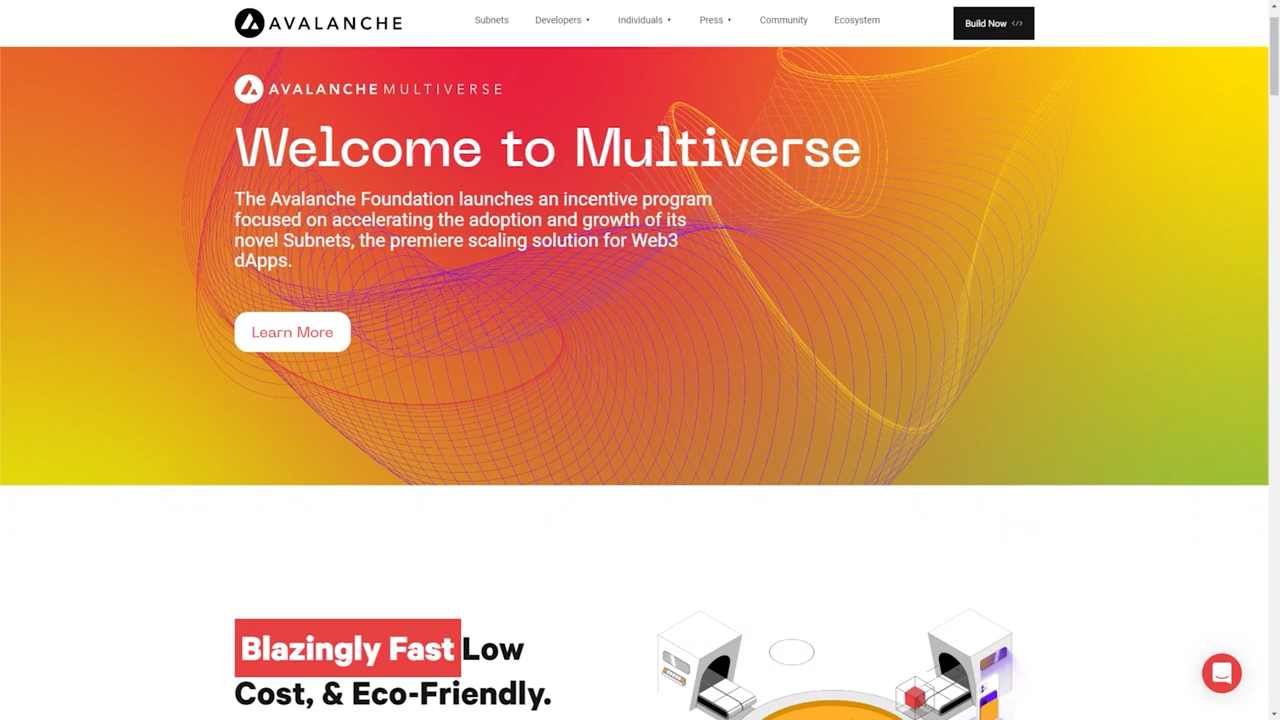 AVALANCHE
Subnets
Developers
Individuals
Press
Community
Ecosystem
Build Now </>
AVALANCHE MULTIVERSE
Welcome to Multiverse
The Avalanche Foundation launches an incentive program
focused on accelerating the adoption and growth of its
novel Subnets, the premiere scaling solution for Web3
dApps.
Learn More
Blazingly Fast Low
Cost, & Eco-Friendly.